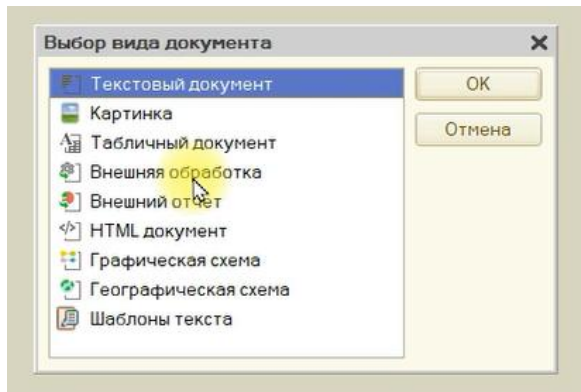 Выбор вида документа
Текстовый документ
Картинка
Табличный документ
Внешняя обработка
Внешний отчет
HTML документ
Графическая схема
Географическая схема
Шаблоны текста
OK
Отмена